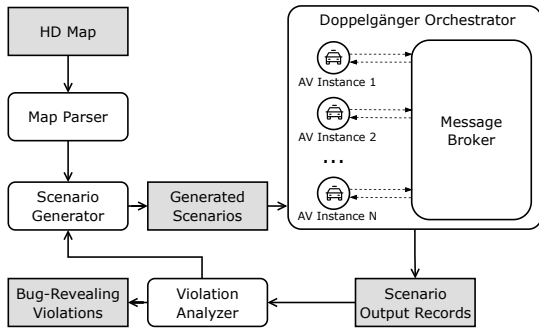 HD Map
Map Parser
Scenario
Generator
Generated
Scenarios
Doppelgänger Orchestrator
AV Instance 1
AV Instance 2
...
AV Instance N
Message
Broker
Bug-Revealing
Violations
Violation
Analyzer
Scenario
Output Records